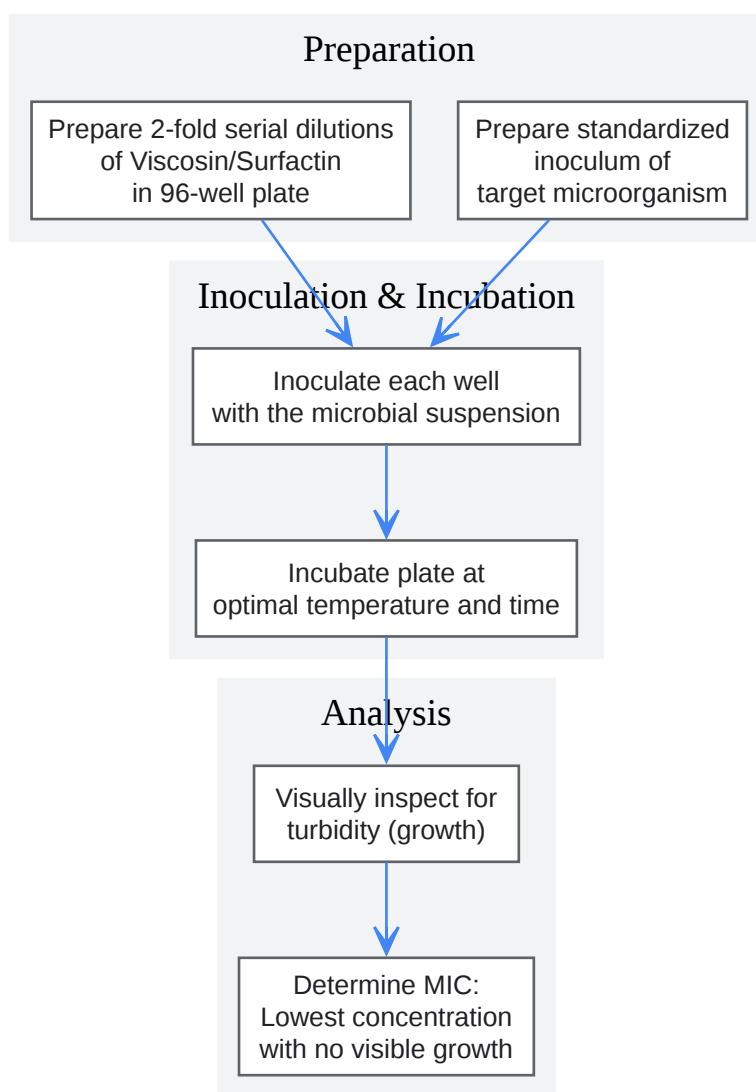 Preparation
Prepare 2-fold serial dilutions
of Viscosin/Surfactin
in 96-well plate
Prepare standardized
inoculum of
target microorganism
Inoculation & Incubation
Inoculate each well
with the microbial suspension
Incubate plate at
optimal temperature and time
Analysis
Visually inspect for
turbidity (growth)
Determine MIC:
Lowest concentration
with no visible growth